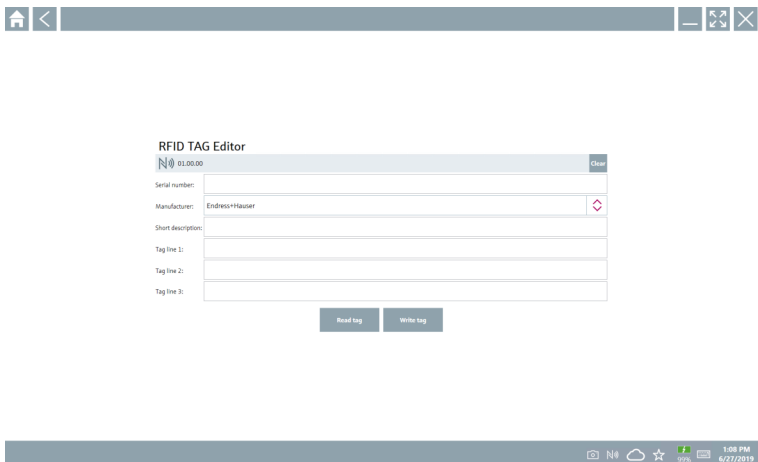 RFID TAG Editor
01.00.00
Clear
Serial number:
Manufacturer: Endress+Hauser
Short description:
Tag line 1:
Tag line 2:
Tag line 3:
Read tag Write tag
99% 1:08 PM
6/27/2019